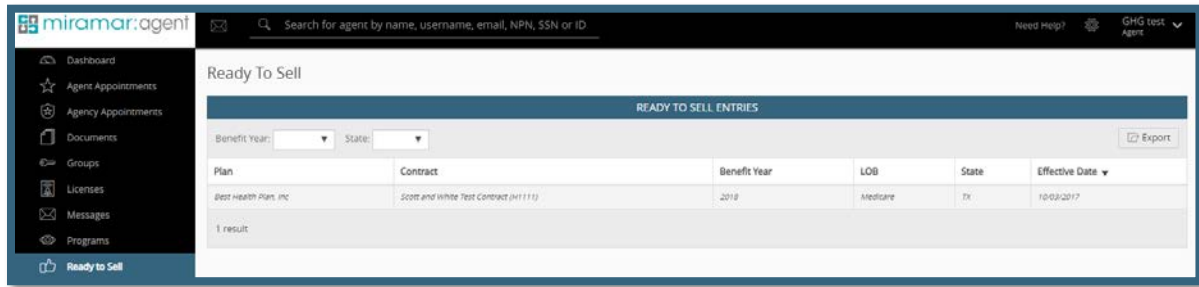 miramar:agent
Search for agent by name, username, email, NPN, SSN or ID
Need Help?
GHG test
Agent
Dashboard
Agent Appointments
Agency Appointments
Documents
Groups
Licenses
Messages
Programs
Ready to Sell
Ready To Sell
READY TO SELL ENTRIES
Benefit Year: State: Export
Plan Contract Benefit Year LOB State Effective Date
Best Health Plan, Inc Scott and White Test Contract (H1111) 2018 Medicare TX 10/03/2017
1 result